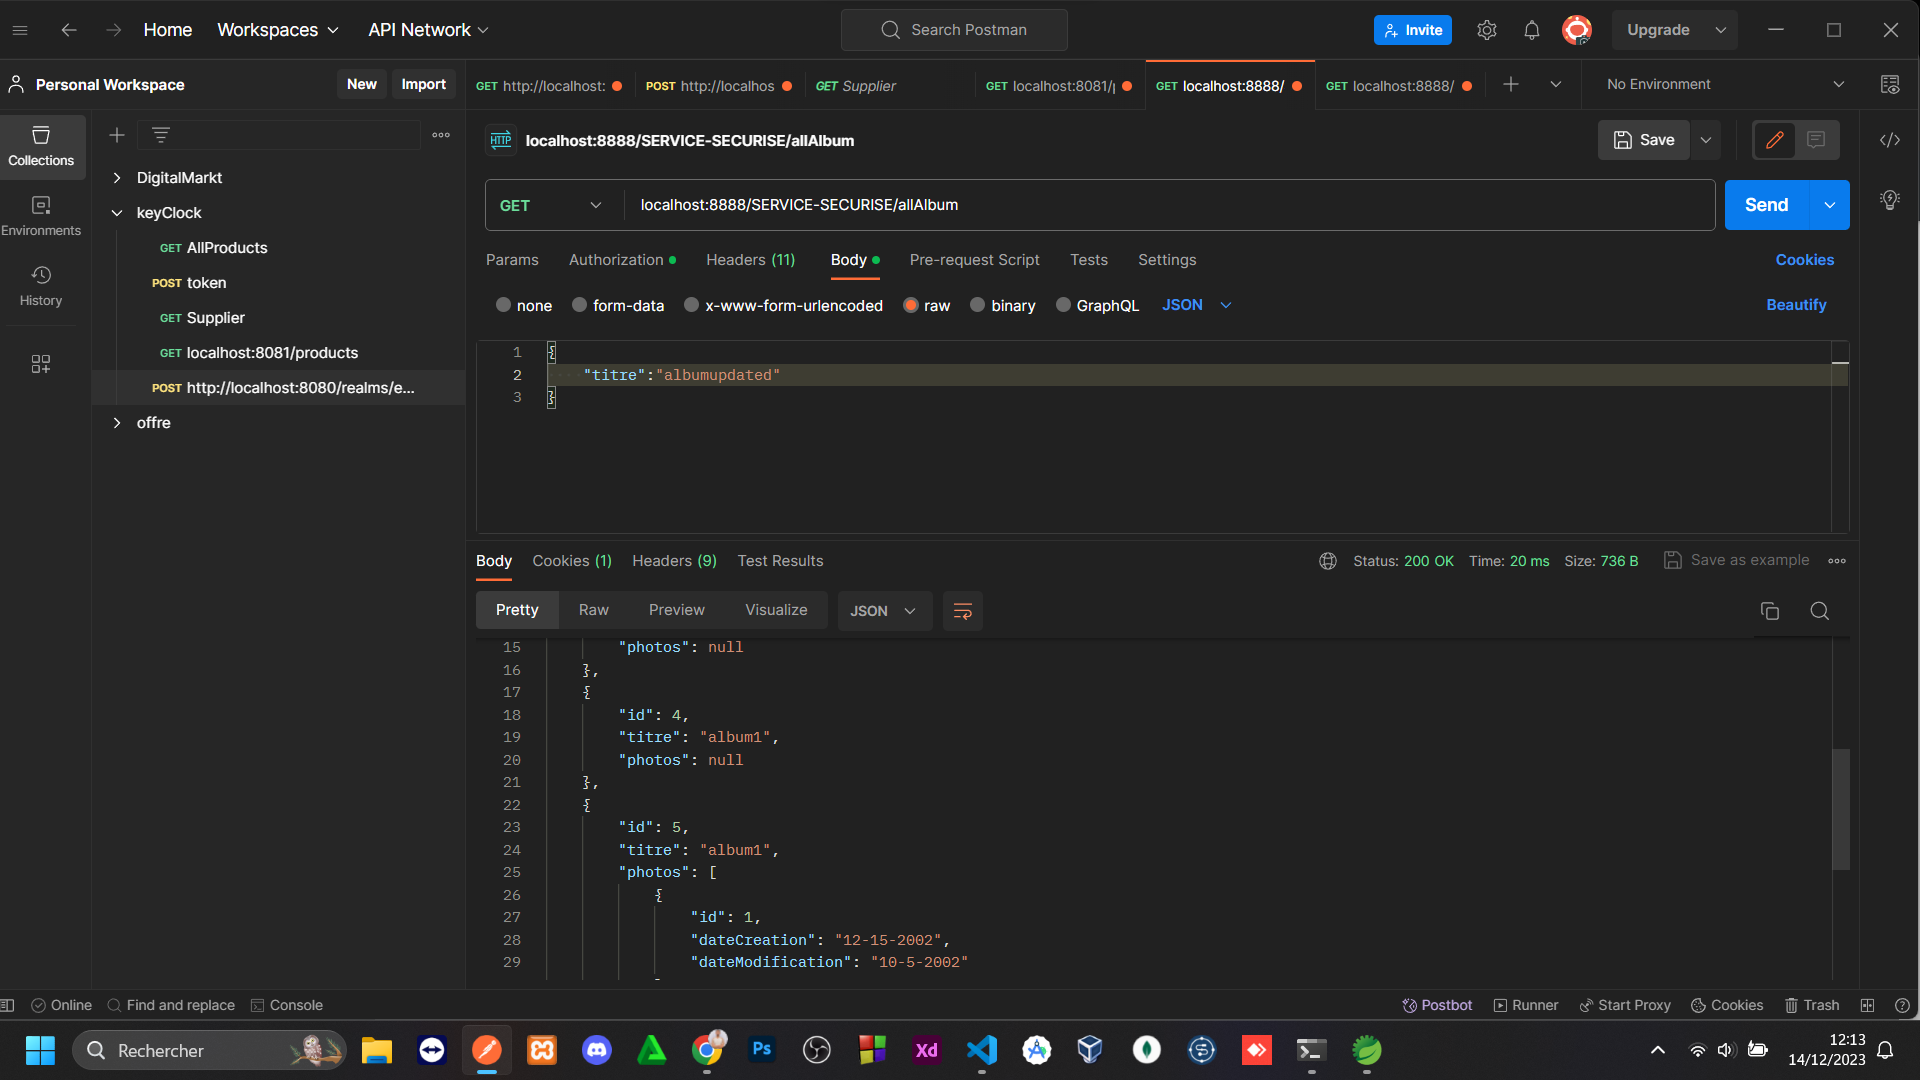 Home
Workspaces
API Network
Search Postman
Invite
Upgrade
Personal Workspace
New
Import
GET http://localhost:
POST http://localhos
GET Supplier
GET localhost:8081/
GET localhost:8888/
GET localhost:8888/
No Environment
Collections
Environments
History
DigitalMarkt
keyClock
GET AllProducts
POST token
GET Supplier
GET localhost:8081/products
POST http://localhost:8080/realms/e...
offre
HTTP
localhost:8888/SERVICE-SECURISE/allAlbum
Save
GET
localhost:8888/SERVICE-SECURISE/allAlbum
Send
Params
Authorization
Headers (11)
Body
Pre-request Script
Tests
Settings
Cookies
none
form-data
x-www-form-urlencoded
raw
binary
GraphQL
JSON
Beautify
1 {
2 "titre":"albumupdated"
3 }
Body
Cookies (1)
Headers (9)
Test Results
Status: 200 OK
Time: 20 ms
Size: 736 B
Save as example
Pretty
Raw
Preview
Visualize
JSON
15 "photos": null
16 },
17 {
18 "id": 4,
19 "titre": "album1",
20 "photos": null
21 },
22 {
23 "id": 5,
24 "titre": "album1",
25 "photos": [
26 {
27 "id": 1,
28 "dateCreation": "12-15-2002",
29 "dateModification": "10-5-2002"
Online
Find and replace
Console
Postbot
Runner
Start Proxy
Cookies
Trash
Rechercher
Ps
Xd
12:13
14/12/2023